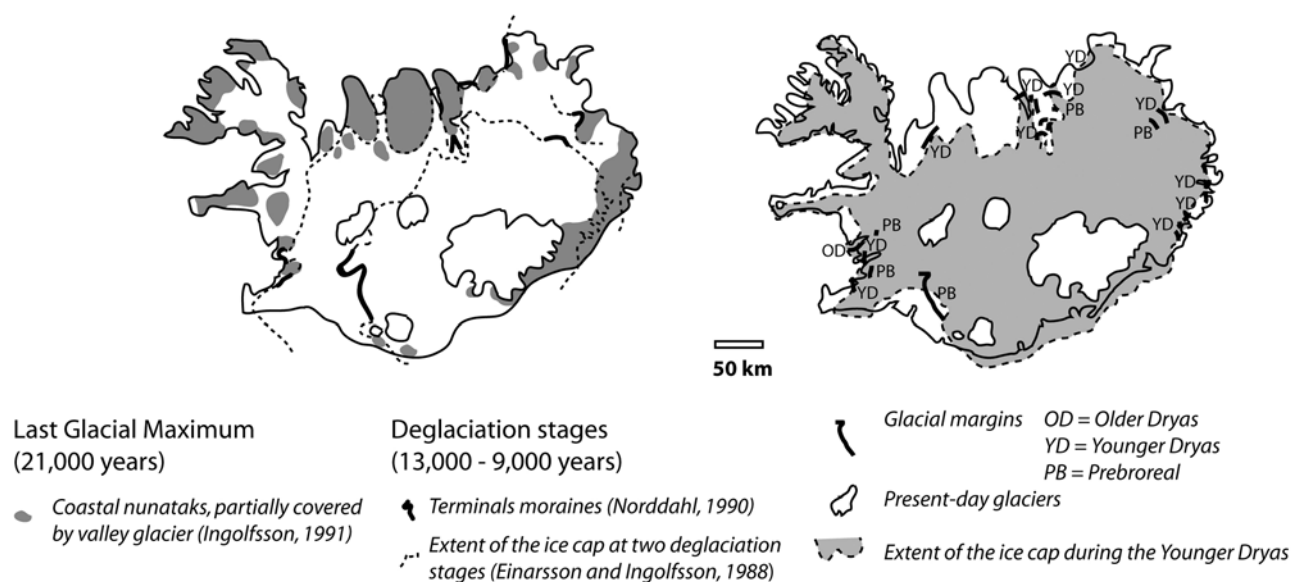 YD
YD
YD
PB
YD
YD
PB
YD
YD
YD
YD
PB
OD
YD
PB
YD
PB
50 km
Last Glacial Maximum
(21,000 years)
Coastal nunataks, partially covered
by valley glacier (Ingolfsson, 1991)
Deglaciation stages
(13,000 - 9,000 years)
Terminals moraines (Norddahl, 1990)
Extent of the ice cap at two deglaciation
stages (Einarsson and Ingolfsson, 1988)
Glacial margins
OD = Older Dryas
YD = Younger Dryas
PB = Prebroreal
Present-day glaciers
Extent of the ice cap during the Younger Dryas